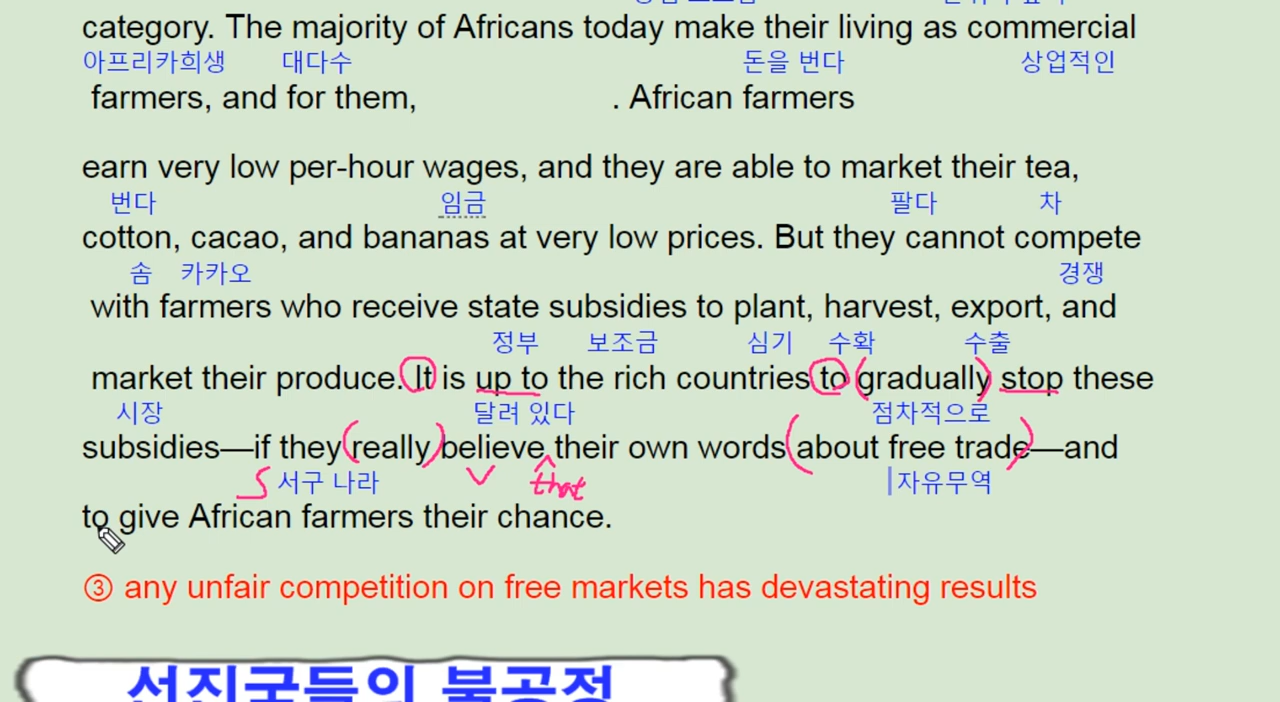 category. The majority of Africans today make their living as commercial
아프리카희생 대다수 돈을 번다 상업적인
farmers, and for them, . African farmers
earn very low per-hour wages, and they are able to market their tea,
번다 임금 팔다 차
cotton, cacao, and bananas at very low prices. But they cannot compete
솜 카카오 경쟁
with farmers who receive state subsidies to plant, harvest, export, and
정부 보조금 심기 수확 수출
market their produce. It is up to the rich countries to gradually stop these
시장 달려 있다 점차적으로
subsidies—if they really believe their own words about free trade—and
S 서구 나라 V that 자유무역
to give African farmers their chance.
③ any unfair competition on free markets has devastating results
선진국들의 불공정